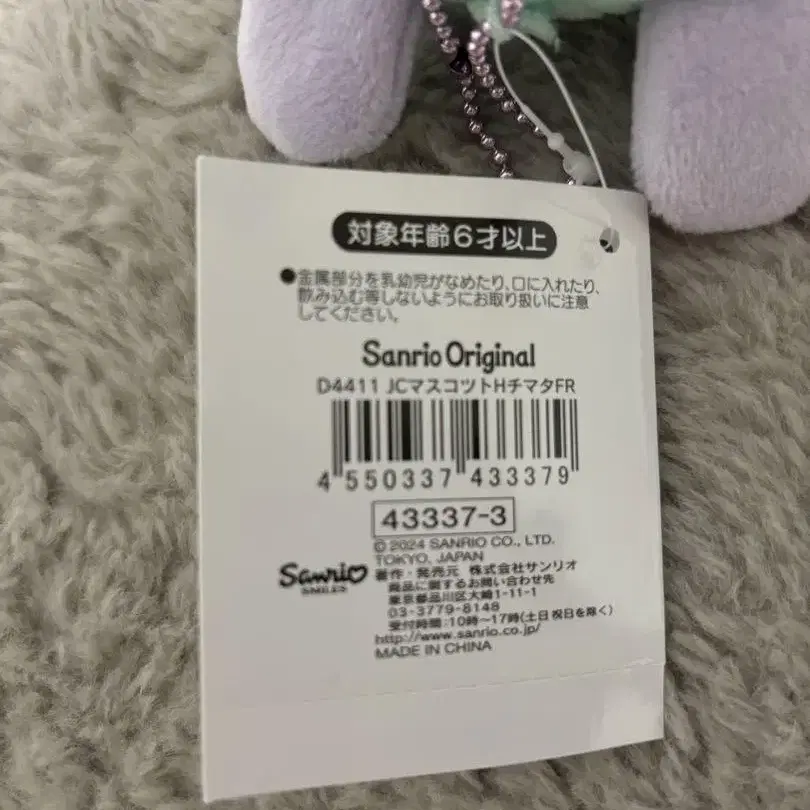 対象年齢6才以上
●金属部分を乳幼児がなめたり、口に入れたり、
飲み込む等しないようにお取り扱いに注意
してください。
Sanrio Original
D4411 JCマスコツトHチマタFR
4 550337 433379
43337-3
© 2024 SANRIO CO., LTD.
TOKYO, JAPAN
Sanrio
SMILES
著作・発売元 株式会社サンリオ
商品に関するお問い合わせ先
東京都品川区大崎1-11-1
03-3779-8148
受付時間:10時〜17時(土日 祝日を除く)
http://www.sanrio.co.jp/
MADE IN CHINA